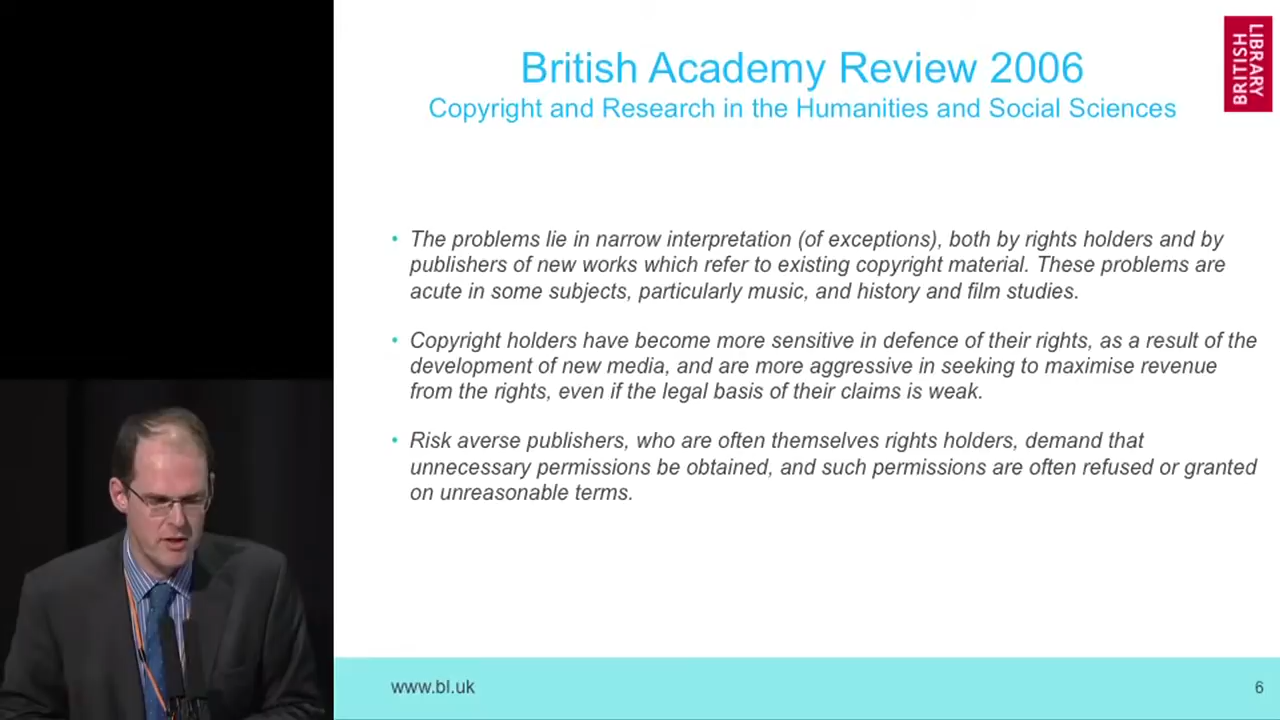 British Academy Review 2006
Copyright and Research in the Humanities and Social Sciences
LIBRARY
BRITISH
• The problems lie in narrow interpretation (of exceptions), both by rights holders and by
publishers of new works which refer to existing copyright material. These problems are
acute in some subjects, particularly music, and history and film studies.
• Copyright holders have become more sensitive in defence of their rights, as a result of the
development of new media, and are more aggressive in seeking to maximise revenue
from the rights, even if the legal basis of their claims is weak.
• Risk averse publishers, who are often themselves rights holders, demand that
unnecessary permissions be obtained, and such permissions are often refused or granted
on unreasonable terms.
www.bl.uk
6